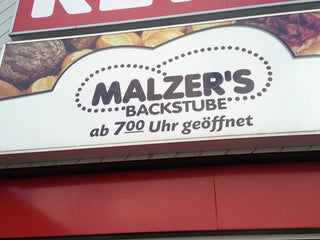 MALZER'S
BACKSTUBE
ab 7⁰⁰ Uhr geöffnet